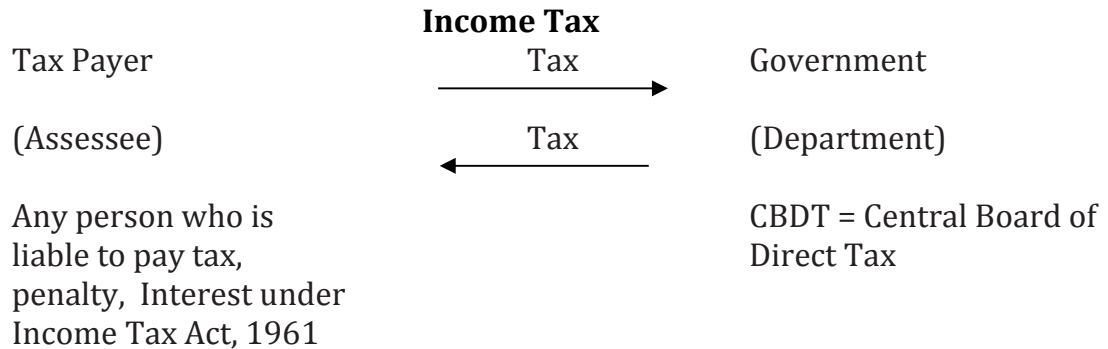 Income Tax
Tax Payer Tax Government
(Assessee) Tax (Department)
Any person who is CBDT = Central Board of
liable to pay tax, Direct Tax
penalty, Interest under
Income Tax Act, 1961